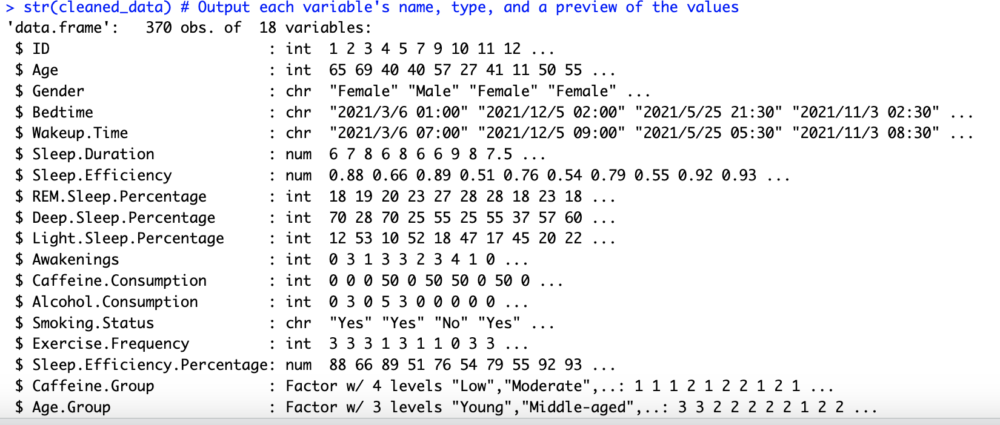 > str(cleaned_data) # Output each variable's name, type, and a preview of the values
'data.frame':   370 obs. of  18 variables:
 $ ID                         : int  1 2 3 4 5 7 9 10 11 12 ...
 $ Age                        : int  65 69 40 40 57 27 41 11 50 55 ...
 $ Gender                     : chr  "Female" "Male" "Female" "Female" ...
 $ Bedtime                    : chr  "2021/3/6 01:00" "2021/12/5 02:00" "2021/5/25 21:30" "2021/11/3 02:30" ...
 $ Wakeup.Time                : chr  "2021/3/6 07:00" "2021/12/5 09:00" "2021/5/25 05:30" "2021/11/3 08:30" ...
 $ Sleep.Duration             : num  6 7 8 6 8 6 6 9 8 7.5 ...
 $ Sleep.Efficiency           : num  0.88 0.66 0.89 0.51 0.76 0.54 0.79 0.55 0.92 0.93 ...
 $ REM.Sleep.Percentage       : int  18 19 20 23 27 28 28 18 23 18 ...
 $ Deep.Sleep.Percentage      : int  70 28 70 25 55 25 55 37 57 60 ...
 $ Light.Sleep.Percentage     : int  12 53 10 52 18 47 17 45 20 22 ...
 $ Awakenings                 : int  0 3 1 3 3 2 3 4 1 0 ...
 $ Caffeine.Consumption       : int  0 0 0 50 0 50 50 0 50 0 ...
 $ Alcohol.Consumption        : int  0 3 0 5 3 0 0 0 0 0 ...
 $ Smoking.Status             : chr  "Yes" "Yes" "No" "Yes" ...
 $ Exercise.Frequency         : int  3 3 3 1 3 1 1 0 3 3 ...
 $ Sleep.Efficiency.Percentage: num  88 66 89 51 76 54 79 55 92 93 ...
 $ Caffeine.Group             : Factor w/ 4 levels "Low","Moderate",..: 1 1 1 2 1 2 2 1 2 1 ...
 $ Age.Group                  : Factor w/ 3 levels "Young","Middle-aged",..: 3 3 2 2 2 2 2 1 2 2 ...